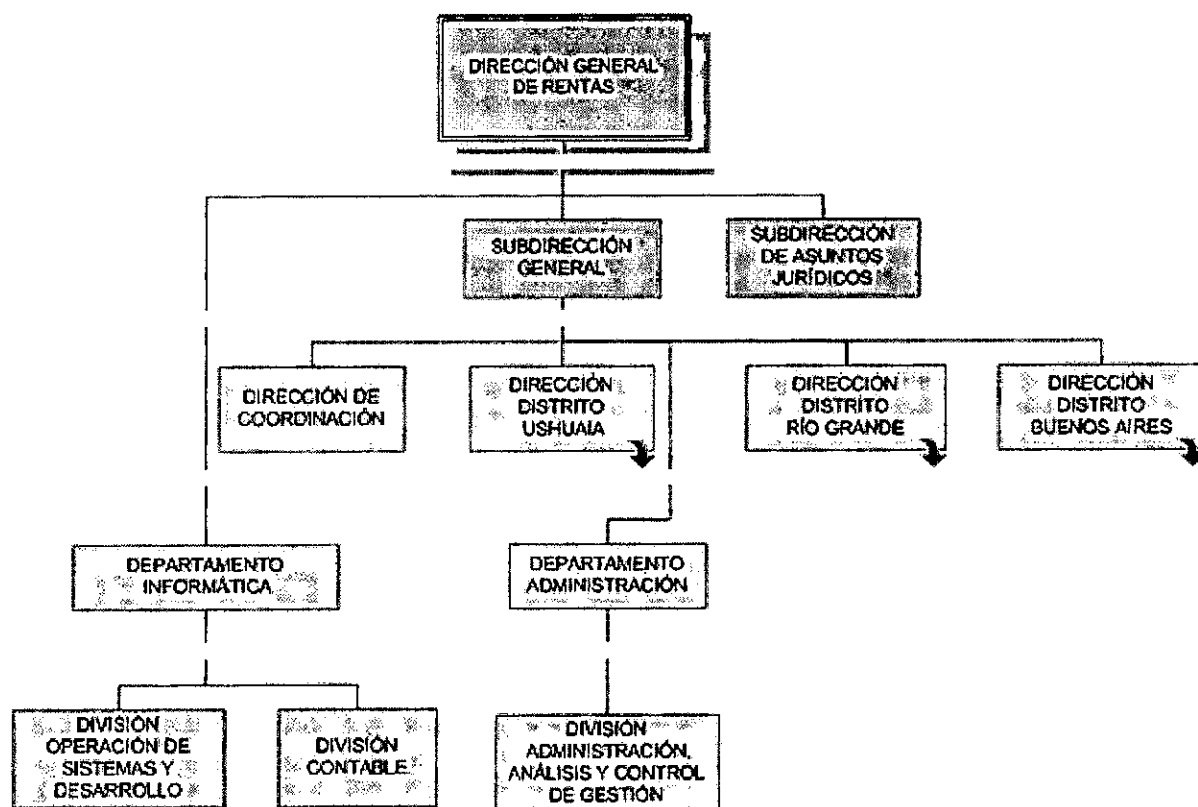 DIRECCIÓN GENERAL
DE RENTAS
SUBDIRECCIÓN
GENERAL
SUBDIRECCIÓN
DE ASUNTOS
JURÍDICOS
DIRECCIÓN DE
COORDINACIÓN
DIRECCIÓN
DISTRITO
USHUAIA
DIRECCIÓN
DISTRITO
RÍO GRANDE
DIRECCIÓN
DISTRITO
BUENOS AIRES
DEPARTAMENTO
INFORMÁTICA
DEPARTAMENTO
ADMINISTRACIÓN
DIVISIÓN
OPERACIÓN DE
SISTEMAS Y
DESARROLLO
DIVISIÓN
CONTABLE
DIVISIÓN
ADMINISTRACIÓN,
ANÁLISIS Y CONTROL
DE GESTIÓN